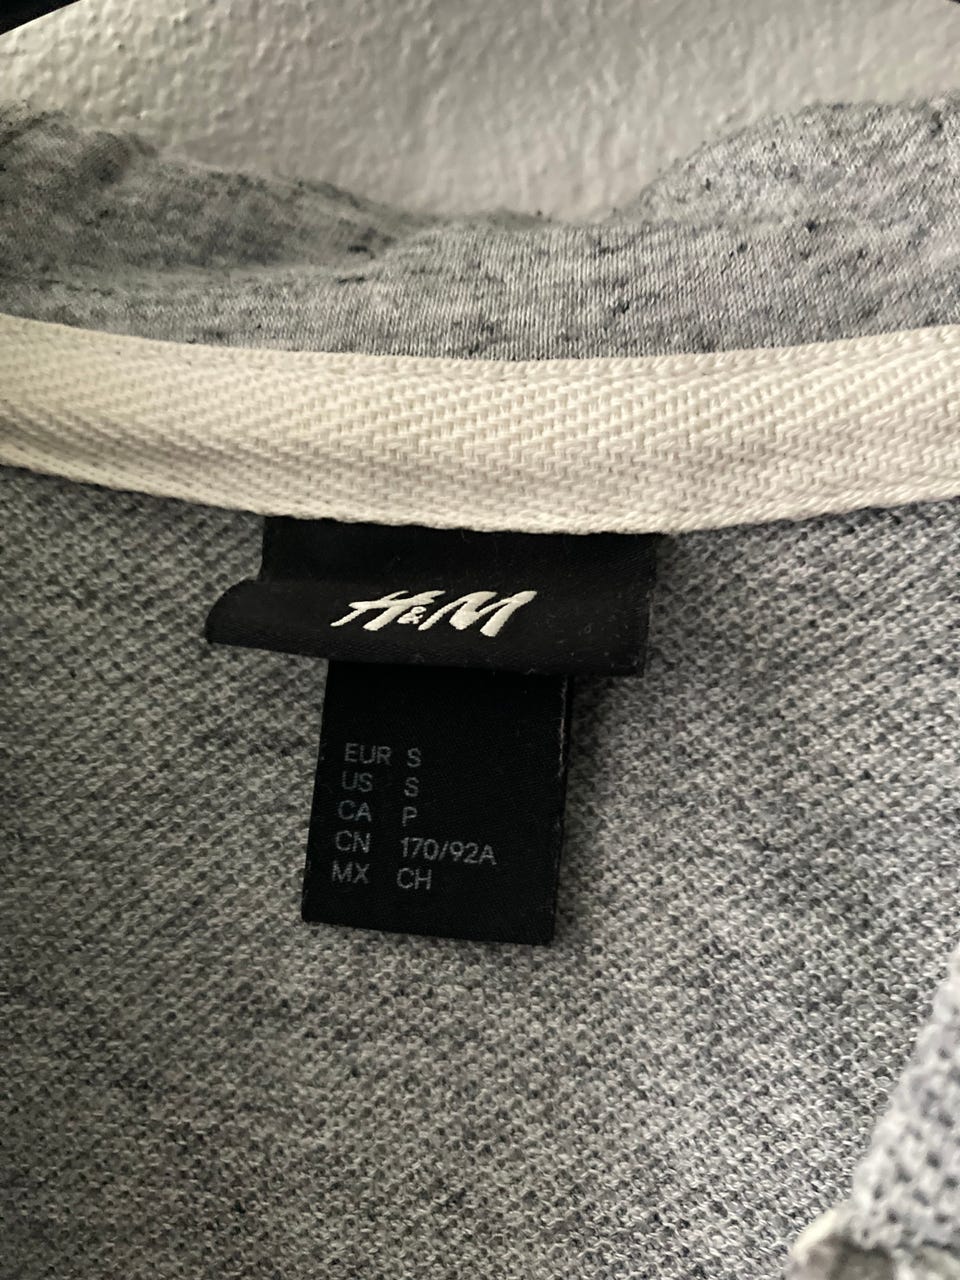 H&M
EUR S
US S
CA P
CN 170/92A
MX CH